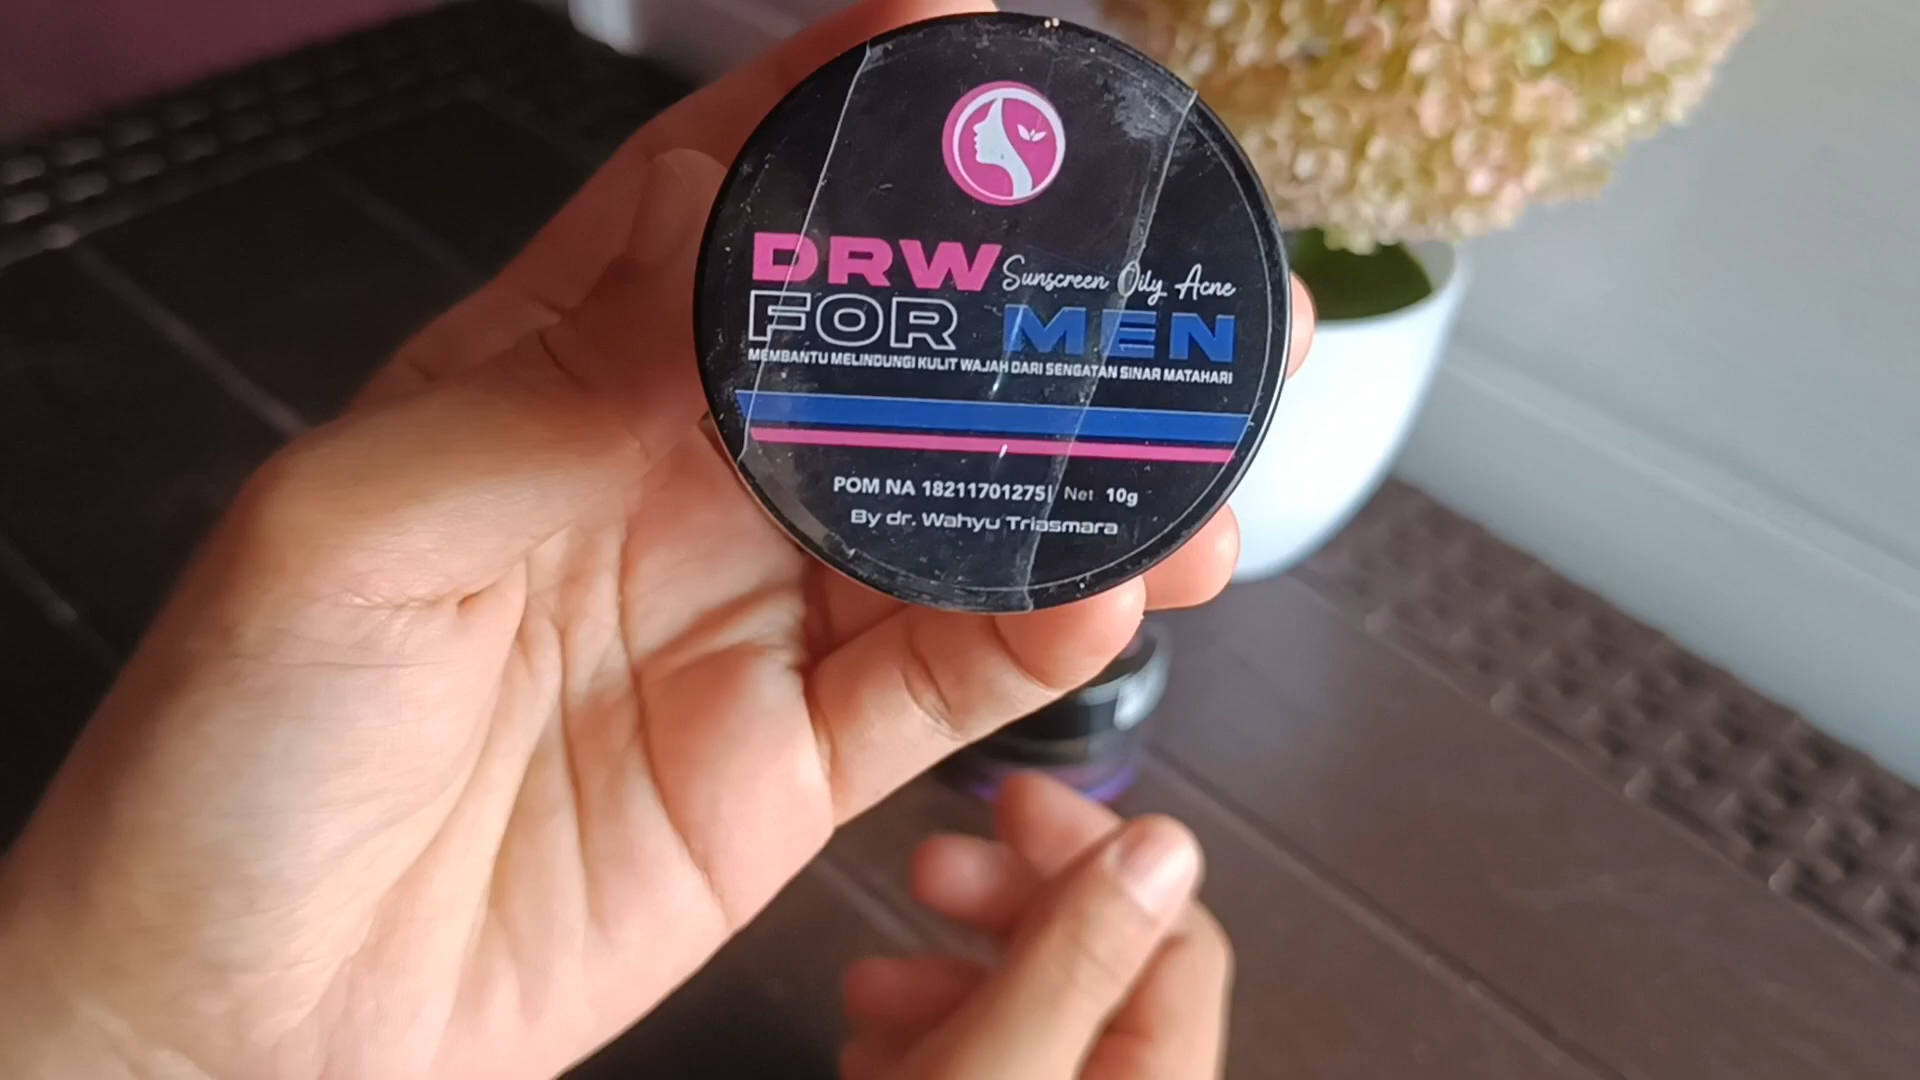 DRW Sunscreen Oily Acne
FOR MEN
MEMBANTU MELINDUNGI KULIT WAJAH DARI SENGATAN SINAR MATAHARI
POM NA 18211701275| Net 10g
By dr. Wahyu Triasmara